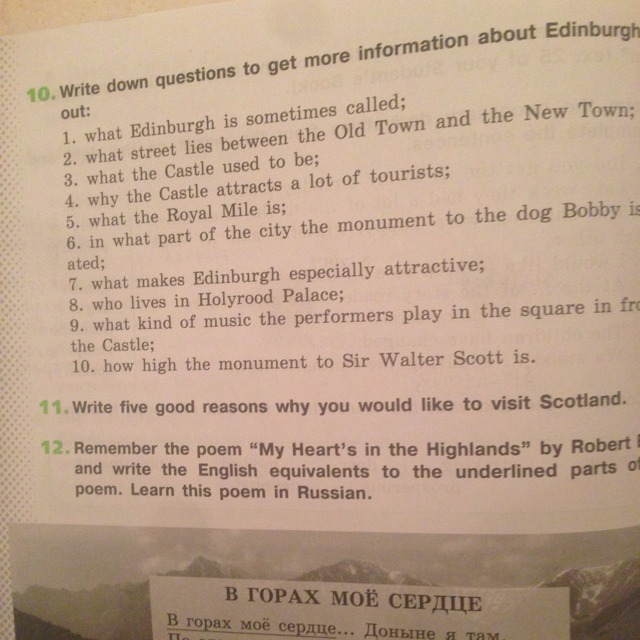 10. Write down questions to get more information about Edinburgh
out:
1. what Edinburgh is sometimes called;
2. what street lies between the Old Town and the New Town;
3. what the Castle used to be;
4. why the Castle attracts a lot of tourists;
5. what the Royal Mile is;
6. in what part of the city the monument to the dog Bobby is
ated;
7. what makes Edinburgh especially attractive;
8. who lives in Holyrood Palace;
9. what kind of music the performers play in the square in fro
the Castle;
10. how high the monument to Sir Walter Scott is.
11. Write five good reasons why you would like to visit Scotland.
12. Remember the poem “My Heart's in the Highlands” by Robert
and write the English equivalents to the underlined parts of
poem. Learn this poem in Russian.
В ГОРАХ МОЁ СЕРДЦЕ
В горах моё сердце... Доныне я там.